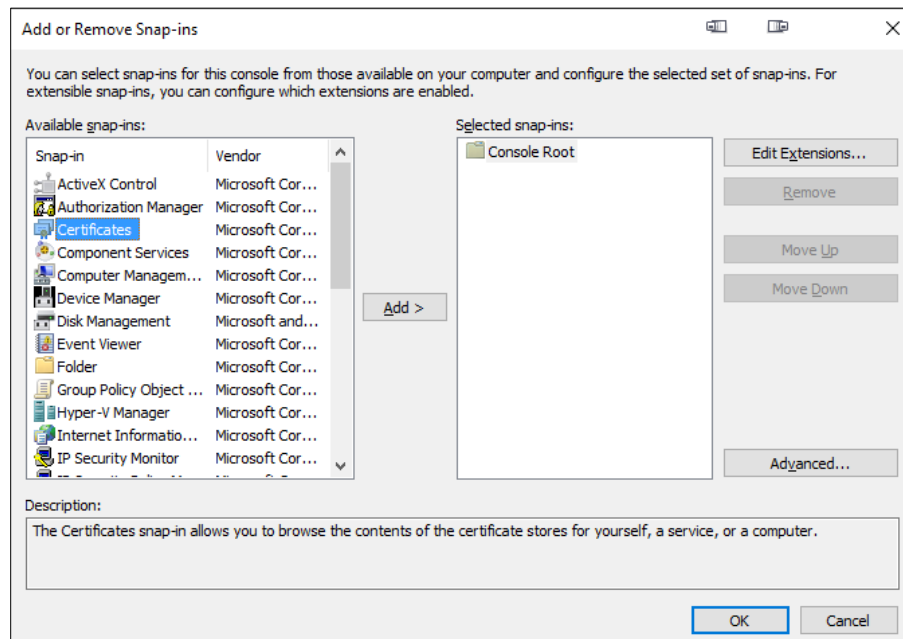 Add or Remove Snap-ins
You can select snap-ins for this console from those available on your computer and configure the selected set of snap-ins. For
extensible snap-ins, you can configure which extensions are enabled.
Available snap-ins:
Snap-in Vendor
ActiveX Control Microsoft Cor...
Authorization Manager Microsoft Cor...
Certificates Microsoft Cor...
Component Services Microsoft Cor...
Computer Managem... Microsoft Cor...
Device Manager Microsoft Cor...
Disk Management Microsoft and...
Event Viewer Microsoft Cor...
Folder Microsoft Cor...
Group Policy Object ... Microsoft Cor...
Hyper-V Manager Microsoft Cor...
Internet Informatio... Microsoft Cor...
IP Security Monitor Microsoft Cor...
Add >
Selected snap-ins:
Console Root
Edit Extensions...
Remove
Move Up
Move Down
Advanced...
Description:
The Certificates snap-in allows you to browse the contents of the certificate stores for yourself, a service, or a computer.
OK Cancel